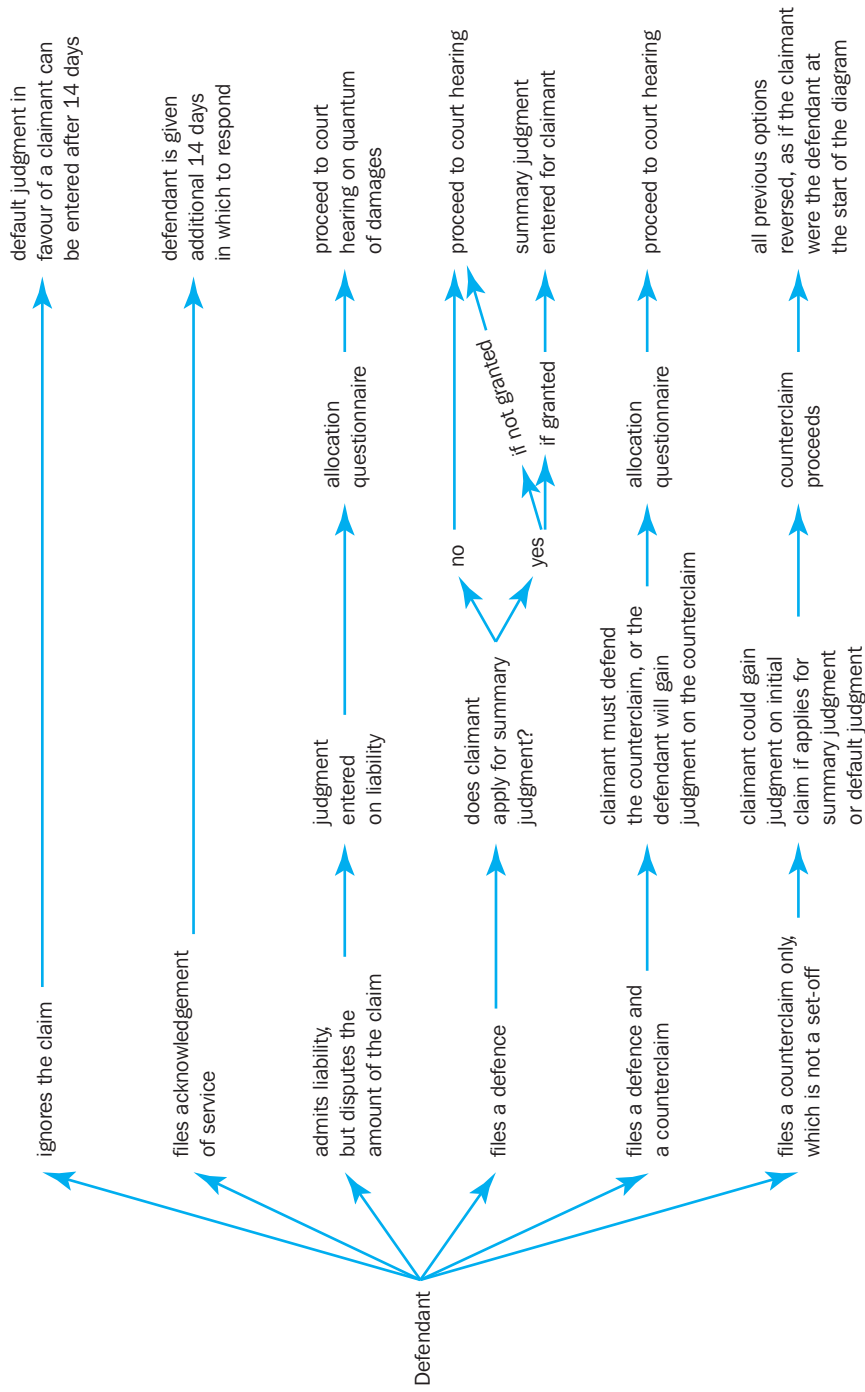 Defendant
ignores the claim
default judgment in
favour of a claimant can
be entered after 14 days
files acknowledgement
of service
defendant is given
additional 14 days
in which to respond
admits liability,
but disputes the
amount of the claim
judgment
entered
on liability
allocation
questionnaire
proceed to court
hearing on quantum
of damages
files a defence
does claimant
apply for summary
judgment?
no
proceed to court hearing
yes
if not granted
if granted
summary judgment
entered for claimant
files a defence and
a counterclaim
claimant must defend
the counterclaim, or the
defendant will gain
judgment on the counterclaim
allocation
questionnaire
proceed to court hearing
files a counterclaim only,
which is not a set-off
claimant could gain
judgment on initial
claim if applies for
summary judgment
or default judgment
counterclaim
proceeds
all previous options
reversed, as if the claimant
were the defendant at
the start of the diagram